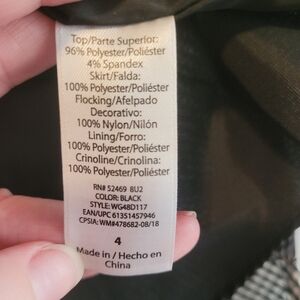 Top/Parte Superior:
96% Polyester/Poliéster
4% Spandex
Skirt/Falda:
100% Polyester/Poliéster
Flocking/Afelpado
Decorativo:
100% Nylon/Nilón
Lining/Forro:
100% Polyester/Poliéster
Crinoline/Crinolina:
100% Polyester/Poliéster
RN# 52469 8U2
COLOR: BLACK
STYLE: WG48D117
EAN/UPC 61351457946
CPSIA: WM#478682-08/18
4
Made in / Hecho en
China